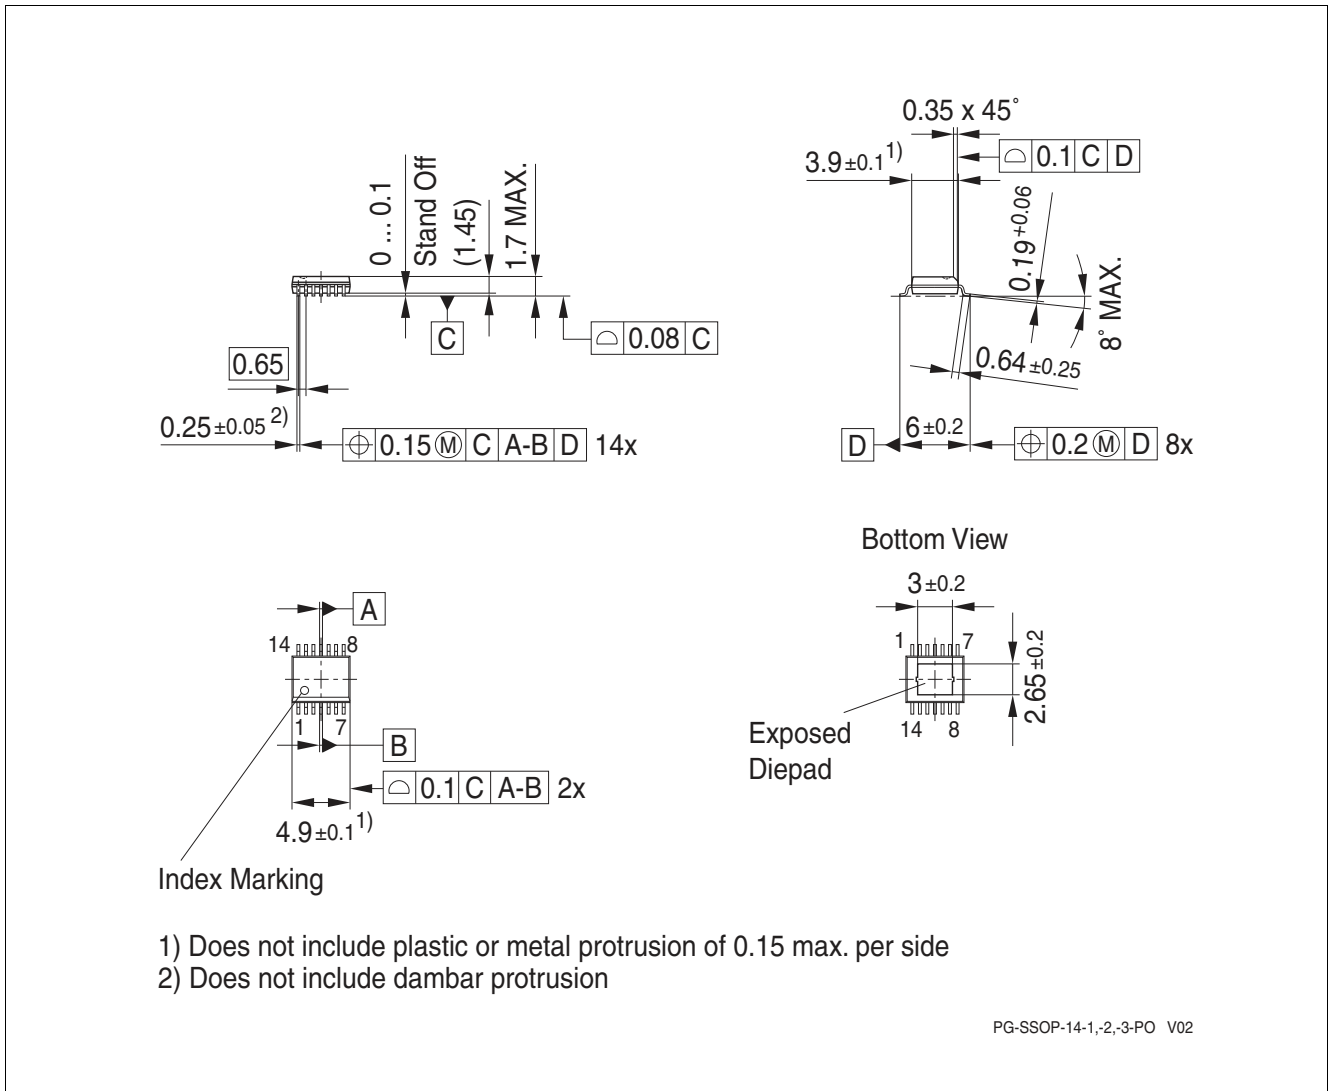 0 ... 0.1
Stand Off
(1.45)
1.7 MAX.
C
0.08 C
0.65
0.25 ±0.05 2)
0.15 Ⓜ C A-B D 14x
0.35 x 45°
3.9 ±0.1 1)
0.1 C D
0.19 +0.06
8° MAX.
0.64 ±0.25
D
6 ±0.2
0.2 Ⓜ D 8x
A
14 8
1 7
B
0.1 C A-B 2x
4.9 ±0.1 1)
Index Marking
Bottom View
3 ±0.2
1 7
2.65 ±0.2
14 8
Exposed
Diepad
1) Does not include plastic or metal protrusion of 0.15 max. per side
2) Does not include dambar protrusion
PG-SSOP-14-1,-2,-3-PO V02